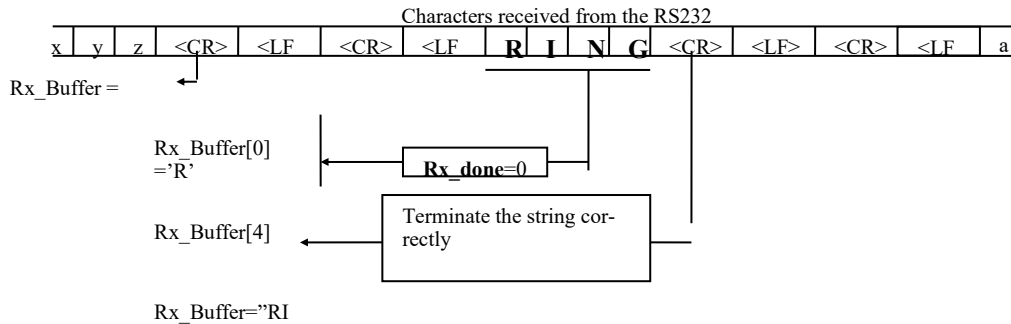 Characters received from the RS232
x y z <CR> <LF <CR> <LF R I N G <CR> <LF> <CR> <LF a
Rx_Buffer =
Rx_Buffer[0]
=’R’
Rx_done=0
Terminate the string cor-
rectly
Rx_Buffer[4]
Rx_Buffer=”RI